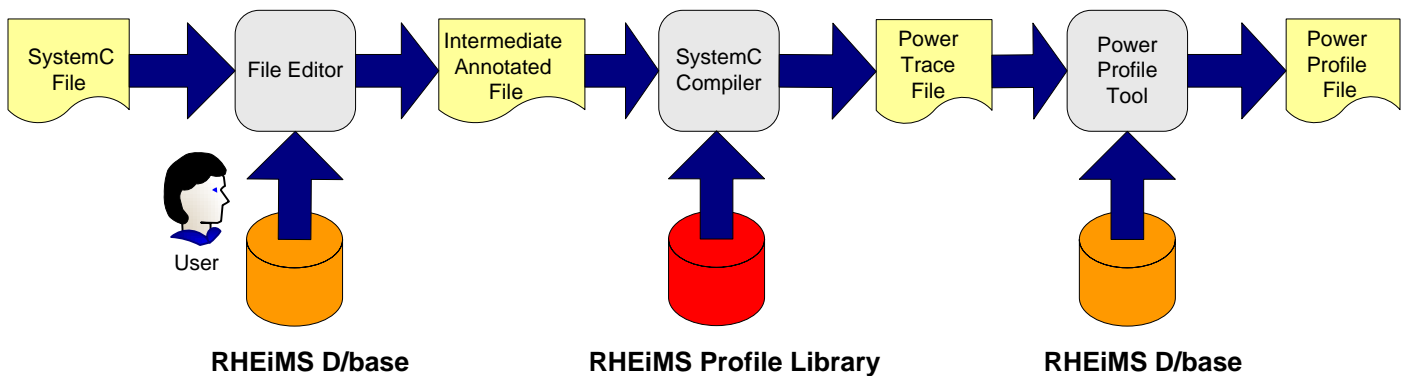 SystemC
File
File Editor
Intermediate
Annotated
File
SystemC
Compiler
Power
Trace
File
Power
Profile
Tool
Power
Profile
File
User
RHEiMS D/base
RHEiMS Profile Library
RHEiMS D/base